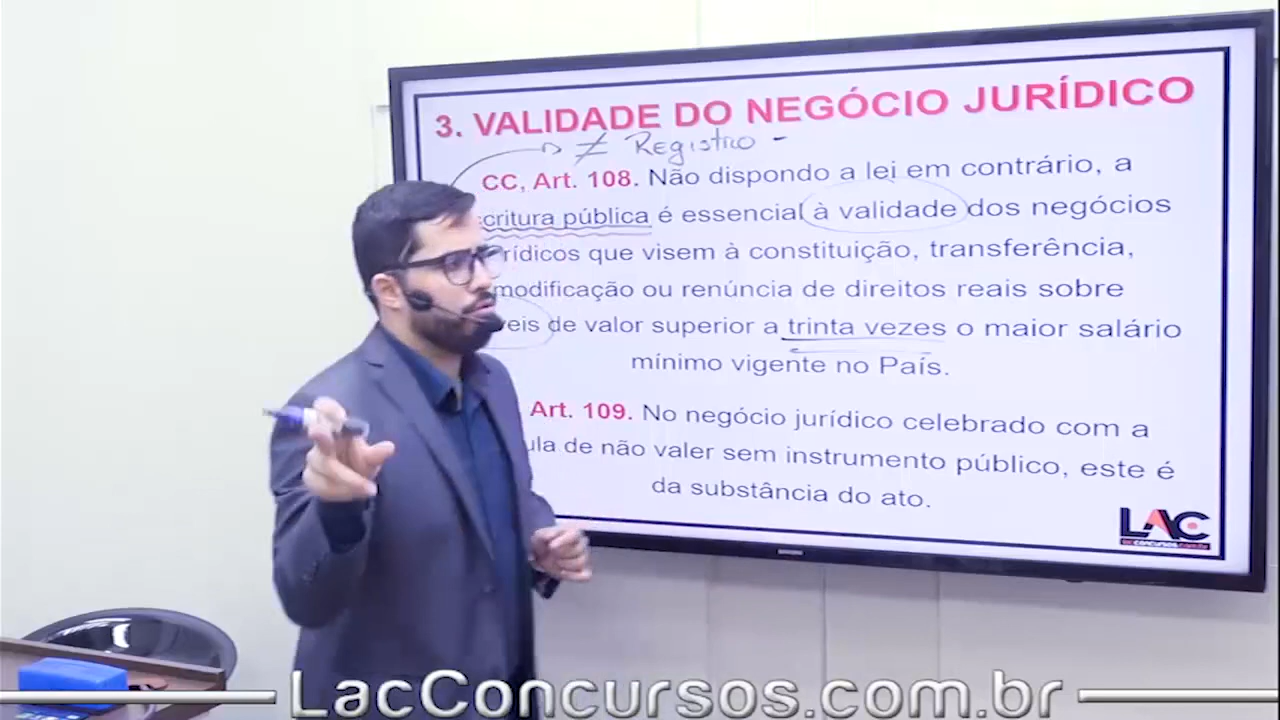 3. VALIDADE DO NEGÓCIO JURÍDICO
≠ Registro -
CC, Art. 108. Não dispondo a lei em contrário, a
critura pública é essencial à validade dos negócios
rídicos que visem à constituição, transferência,
modificação ou renúncia de direitos reais sobre
veis de valor superior a trinta vezes o maior salário
mínimo vigente no País.
Art. 109. No negócio jurídico celebrado com a
ula de não valer sem instrumento público, este é
da substância do ato.
LAC
lacconcursos.com.br
LacConcursos.com.br